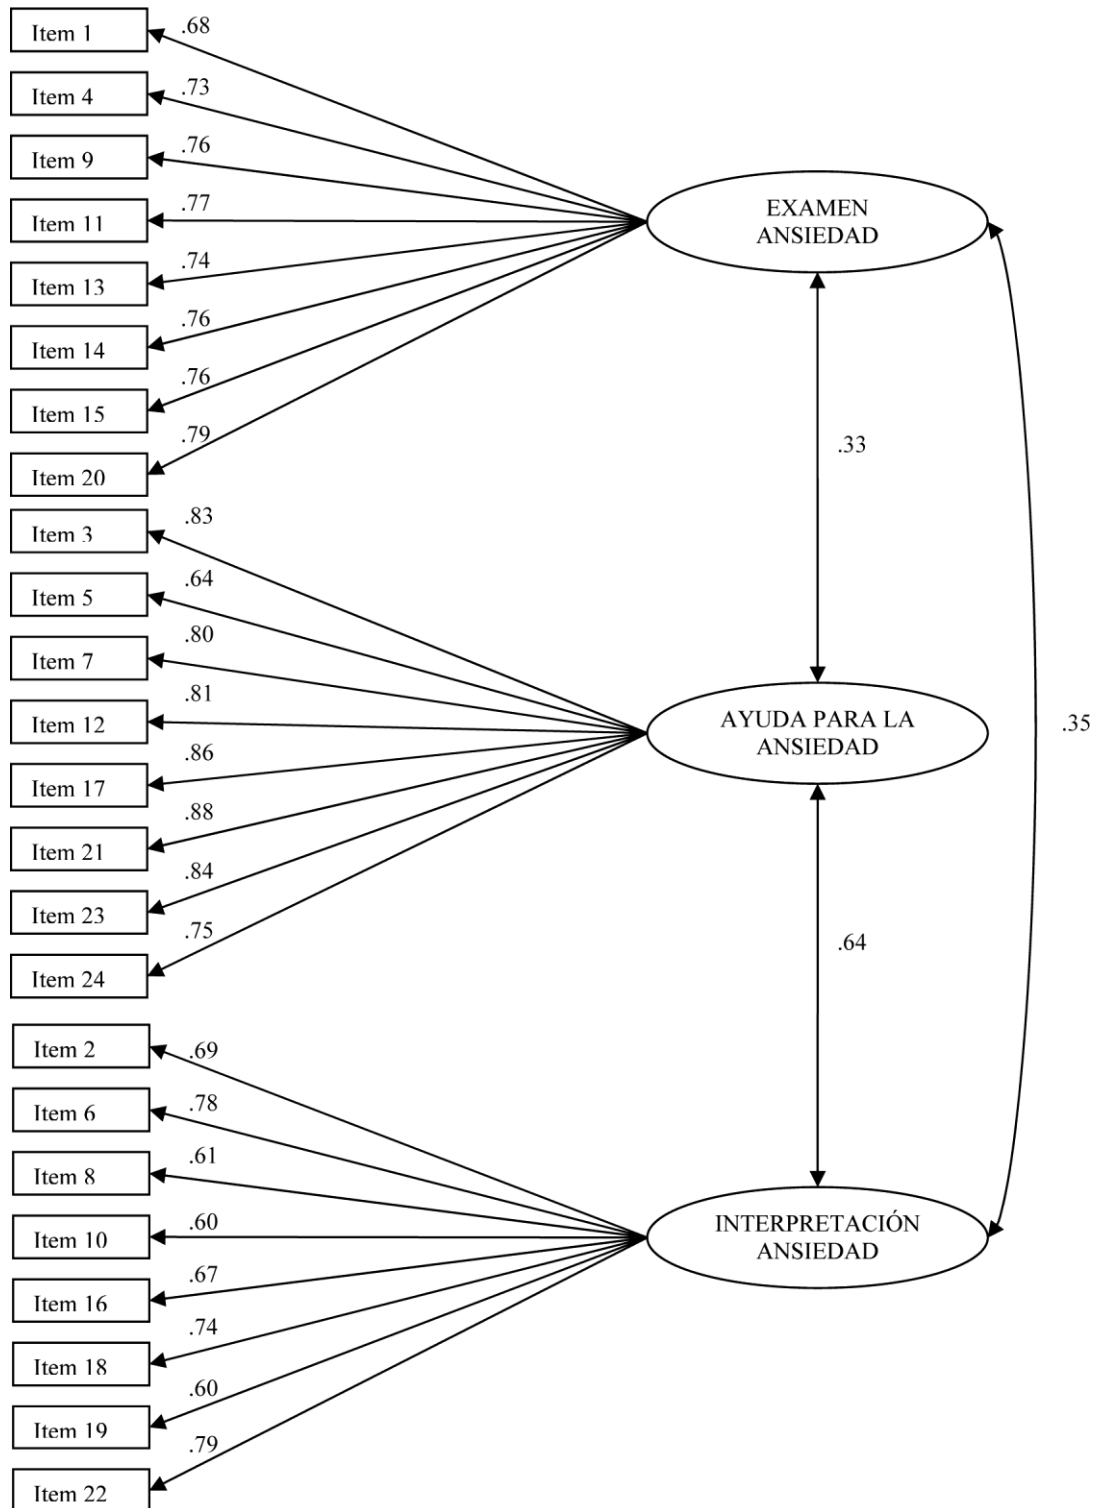 Item 1
.68
Item 4
.73
Item 9
.76
Item 11
.77
Item 13
.74
Item 14
.76
Item 15
.76
Item 20
.79
EXAMEN
ANSIEDAD
.33
Item 3
.83
Item 5
.64
Item 7
.80
Item 12
.81
Item 17
.86
Item 21
.88
Item 23
.84
Item 24
.75
AYUDA PARA LA
ANSIEDAD
.35
.64
Item 2
.69
Item 6
.78
Item 8
.61
Item 10
.60
Item 16
.67
Item 18
.74
Item 19
.60
Item 22
.79
INTERPRETACIÓN
ANSIEDAD